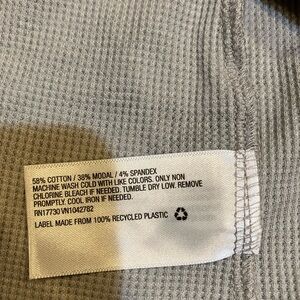 58% COTTON / 38% MODAL / 4% SPANDEX
MACHINE WASH COLD WITH LIKE COLORS. ONLY NON
CHLORINE BLEACH IF NEEDED. TUMBLE DRY LOW. REMOVE
PROMPTLY. COOL IRON IF NEEDED.
RN17730 VN1042782
LABEL MADE FROM 100% RECYCLED PLASTIC